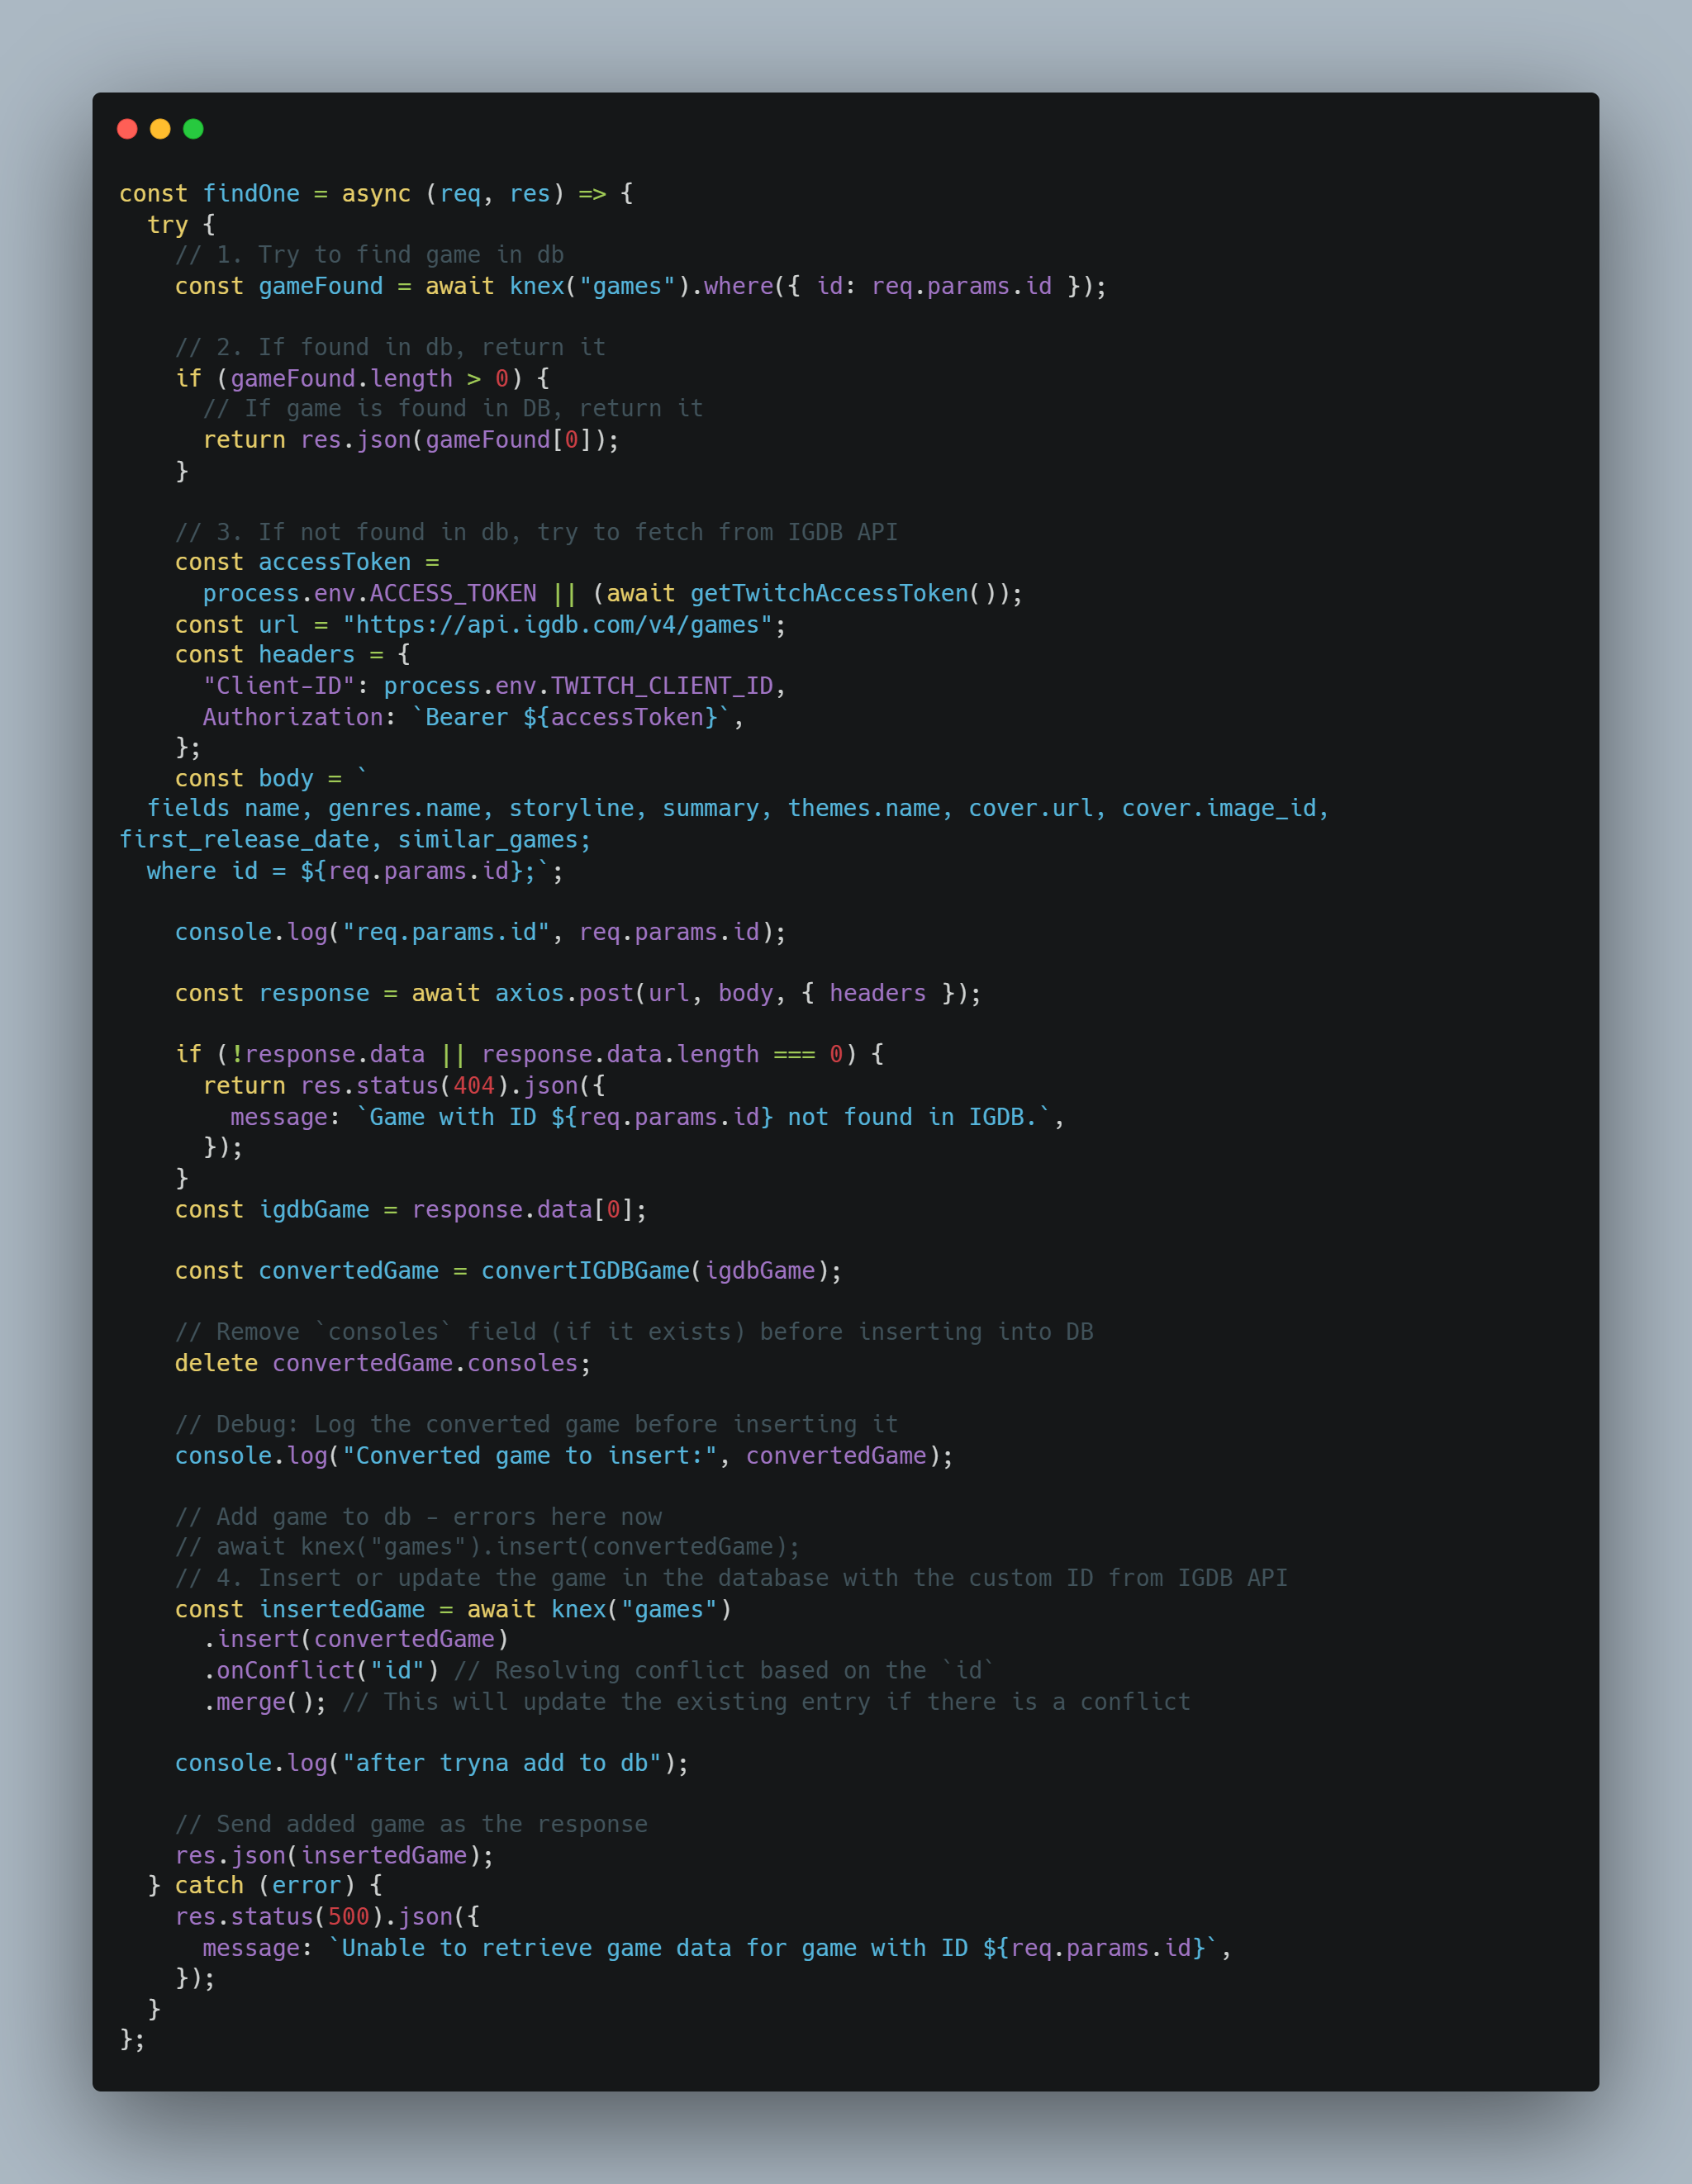 const findOne = async (req, res) => {
  try {
    // 1. Try to find game in db
    const gameFound = await knex("games").where({ id: req.params.id });

    // 2. If found in db, return it
    if (gameFound.length > 0) {
      // If game is found in DB, return it
      return res.json(gameFound[0]);
    }

    // 3. If not found in db, try to fetch from IGDB API
    const accessToken =
      process.env.ACCESS_TOKEN || (await getTwitchAccessToken());
    const url = "https://api.igdb.com/v4/games";
    const headers = {
      "Client-ID": process.env.TWITCH_CLIENT_ID,
      Authorization: `Bearer ${accessToken}`,
    };
    const body = `
  fields name, genres.name, storyline, summary, themes.name, cover.url, cover.image_id,
first_release_date, similar_games;
  where id = ${req.params.id};`;

    console.log("req.params.id", req.params.id);

    const response = await axios.post(url, body, { headers });

    if (!response.data || response.data.length === 0) {
      return res.status(404).json({
        message: `Game with ID ${req.params.id} not found in IGDB.`,
      });
    }
    const igdbGame = response.data[0];

    const convertedGame = convertIGDBGame(igdbGame);

    // Remove `consoles` field (if it exists) before inserting into DB
    delete convertedGame.consoles;

    // Debug: Log the converted game before inserting it
    console.log("Converted game to insert:", convertedGame);

    // Add game to db - errors here now
    // await knex("games").insert(convertedGame);
    // 4. Insert or update the game in the database with the custom ID from IGDB API
    const insertedGame = await knex("games")
      .insert(convertedGame)
      .onConflict("id") // Resolving conflict based on the `id`
      .merge(); // This will update the existing entry if there is a conflict

    console.log("after tryna add to db");

    // Send added game as the response
    res.json(insertedGame);
  } catch (error) {
    res.status(500).json({
      message: `Unable to retrieve game data for game with ID ${req.params.id}`,
    });
  }
};